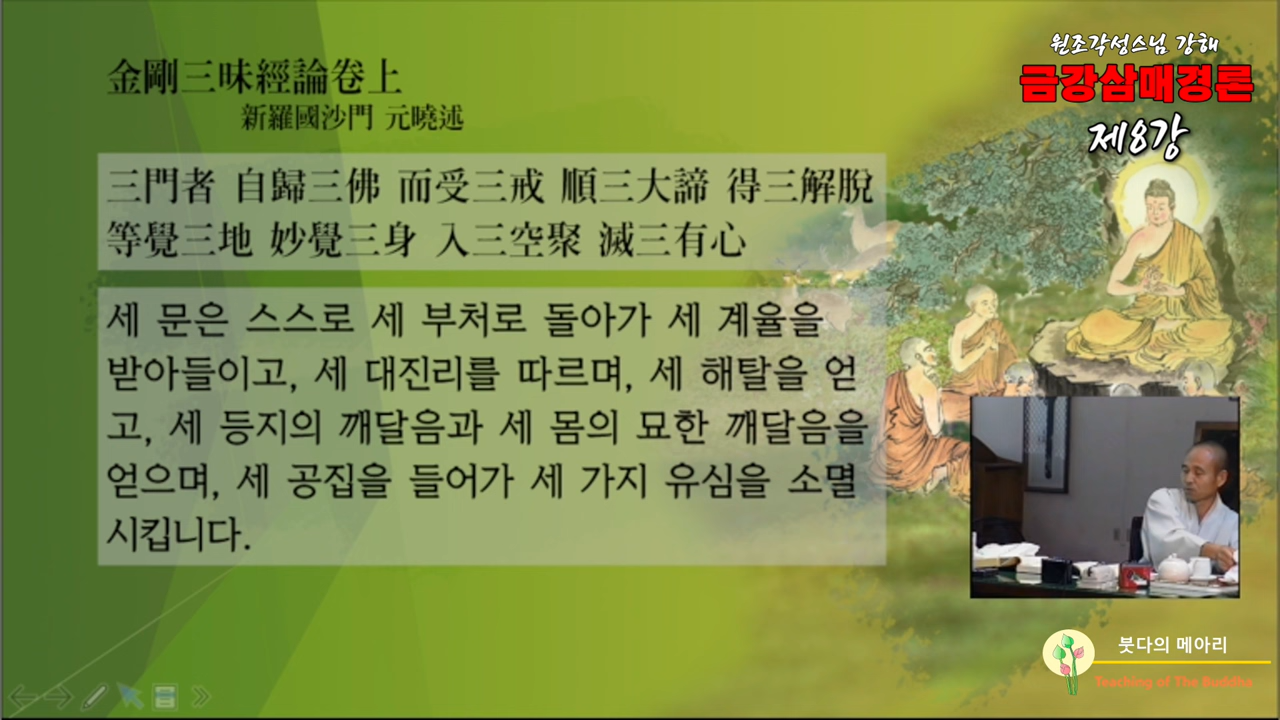 金剛三昧經論卷上
新羅國沙門 元曉述
三門者 自歸三佛 而受三戒 順三大諦 得三解脫
等覺三地 妙覺三身 入三空聚 滅三有心
세 문은 스스로 세 부처로 돌아가 세 계율을
받아들이고, 세 대진리를 따르며, 세 해탈을 얻
고, 세 등지의 깨달음과 세 몸의 묘한 깨달음을
얻으며, 세 공집을 들어가 세 가지 유심을 소멸
시킵니다.
원조각성스님 강해
금강삼매경론
제8강
붓다의 메아리
Teaching of The Buddha